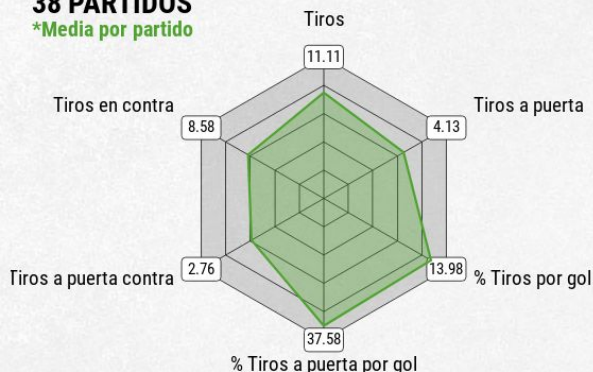 38 PARTIDOS
*Media por partido
Tiros
11.11
Tiros en contra
8.58
Tiros a puerta
4.13
Tiros a puerta contra
2.76
13.98
% Tiros por gol
37.58
% Tiros a puerta por gol